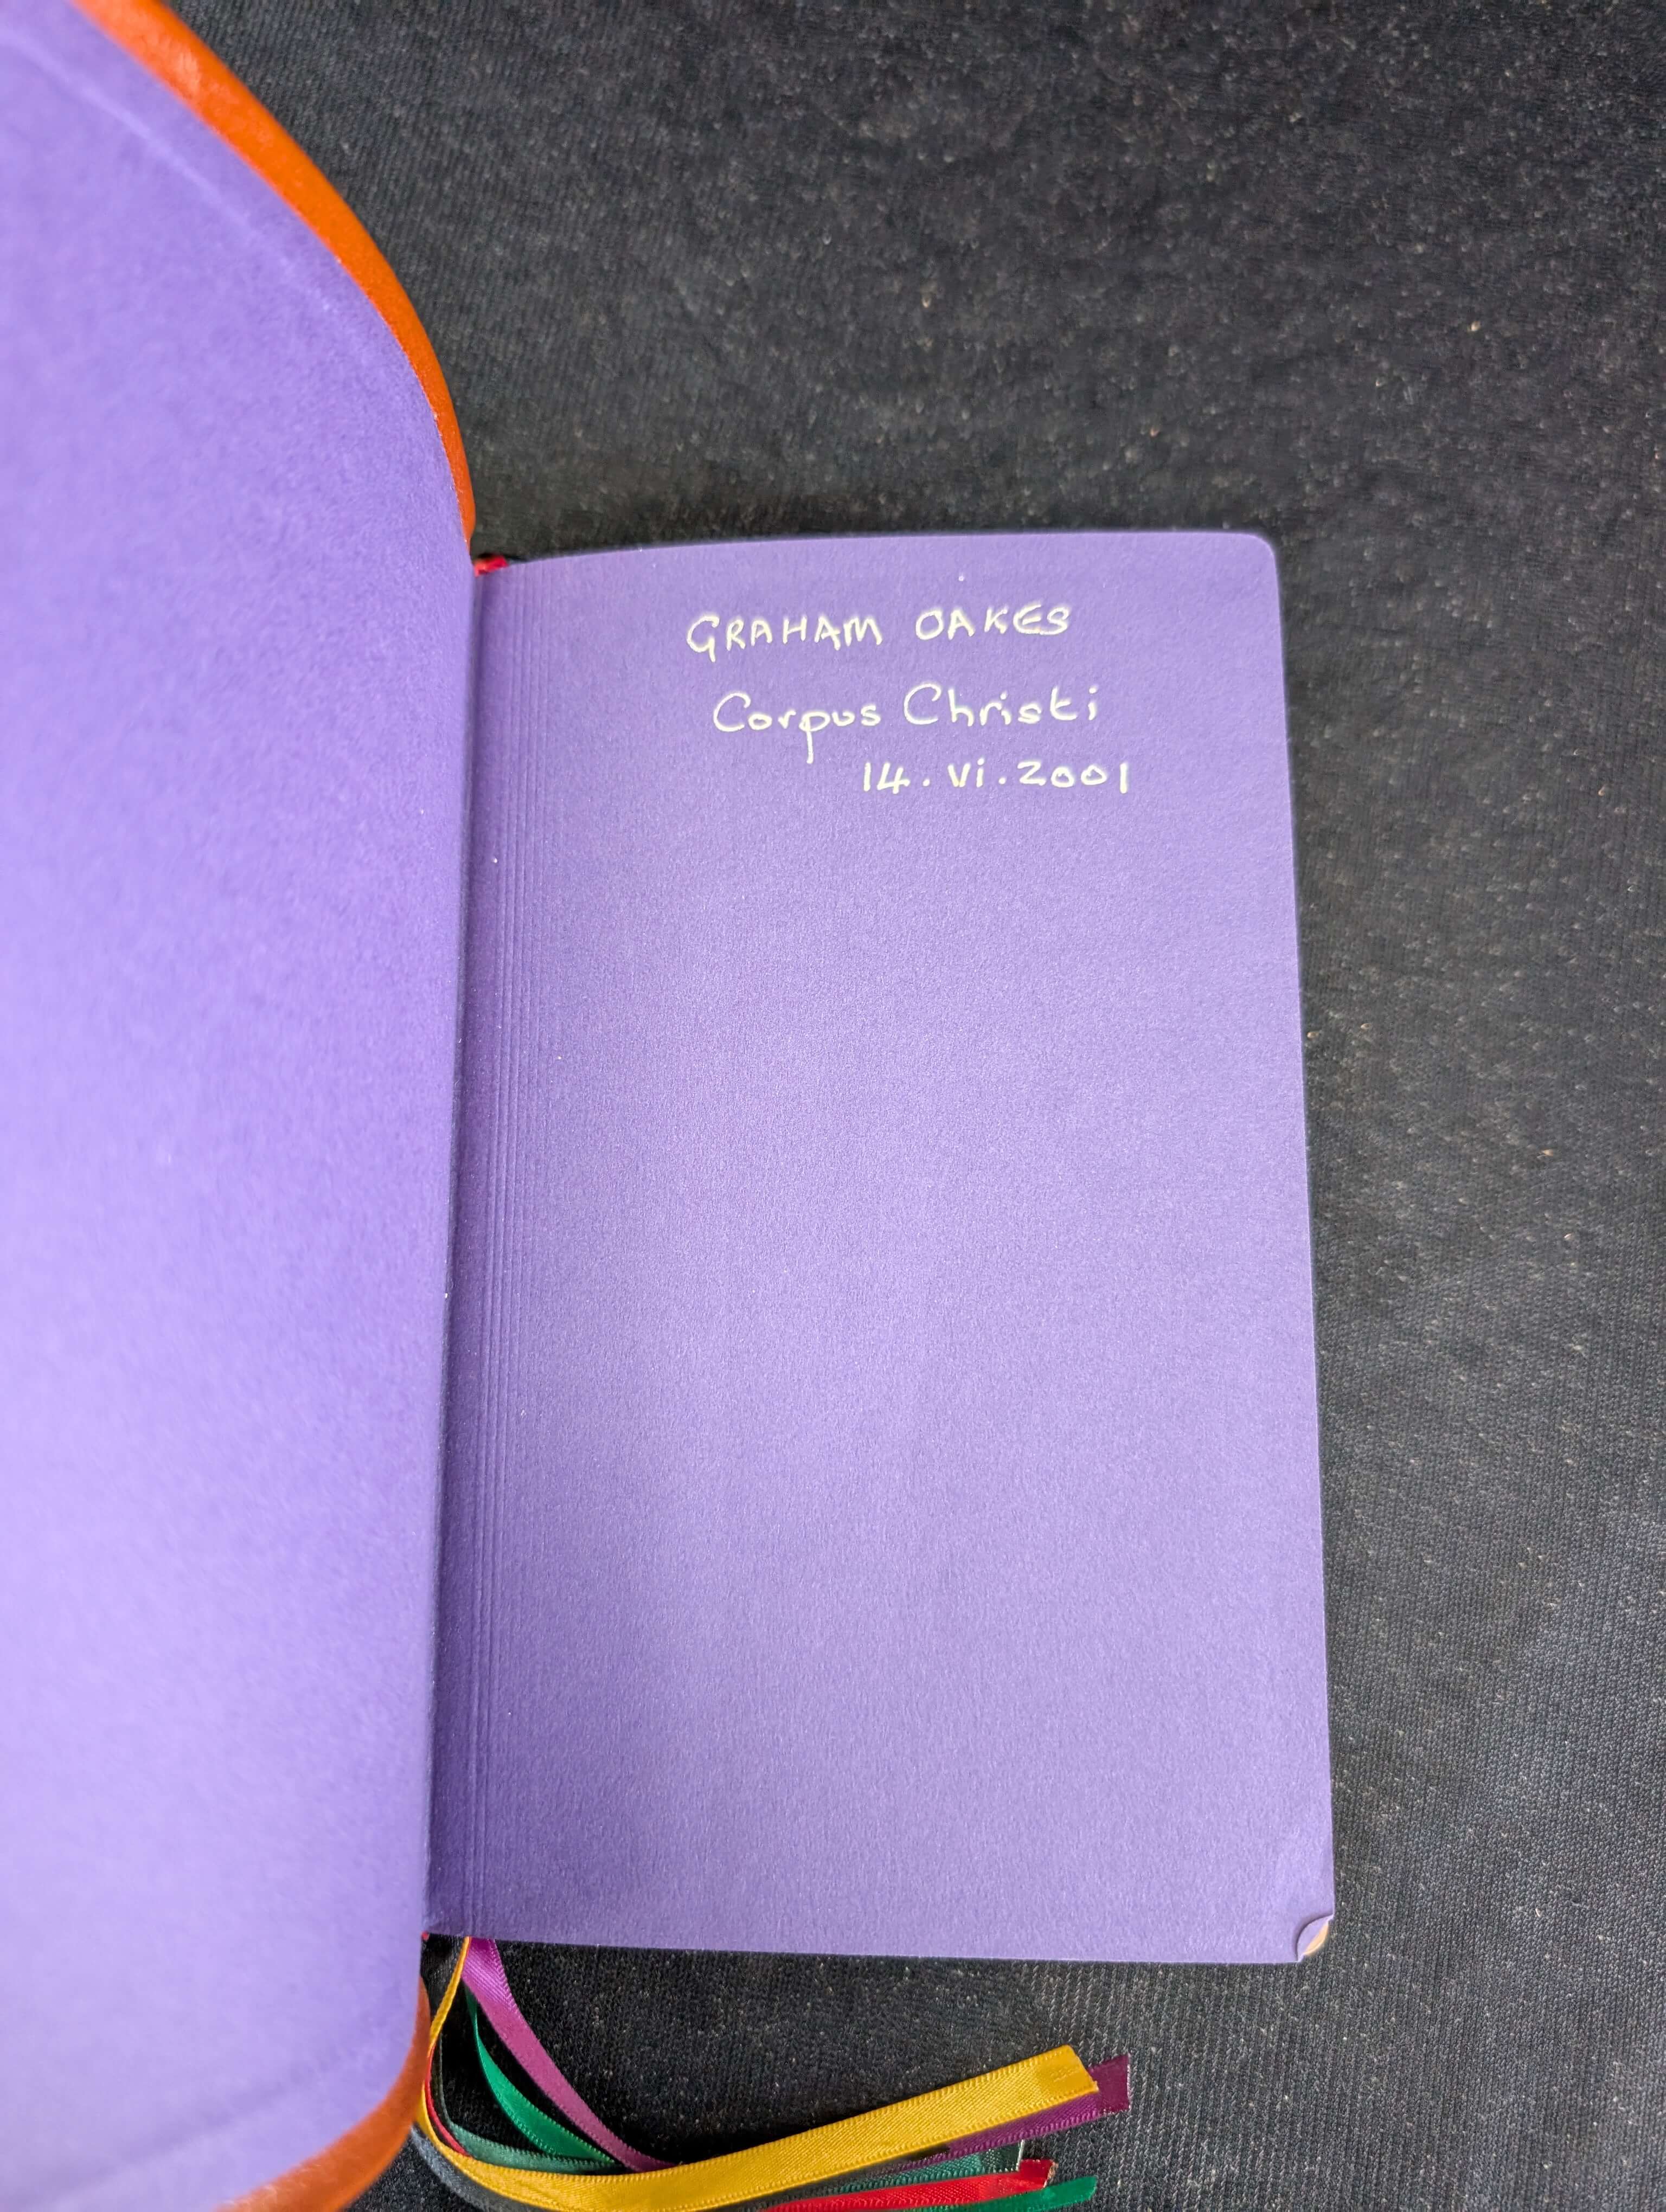 GRAHAM OAKES
Corpus Christi
14.vi.2001